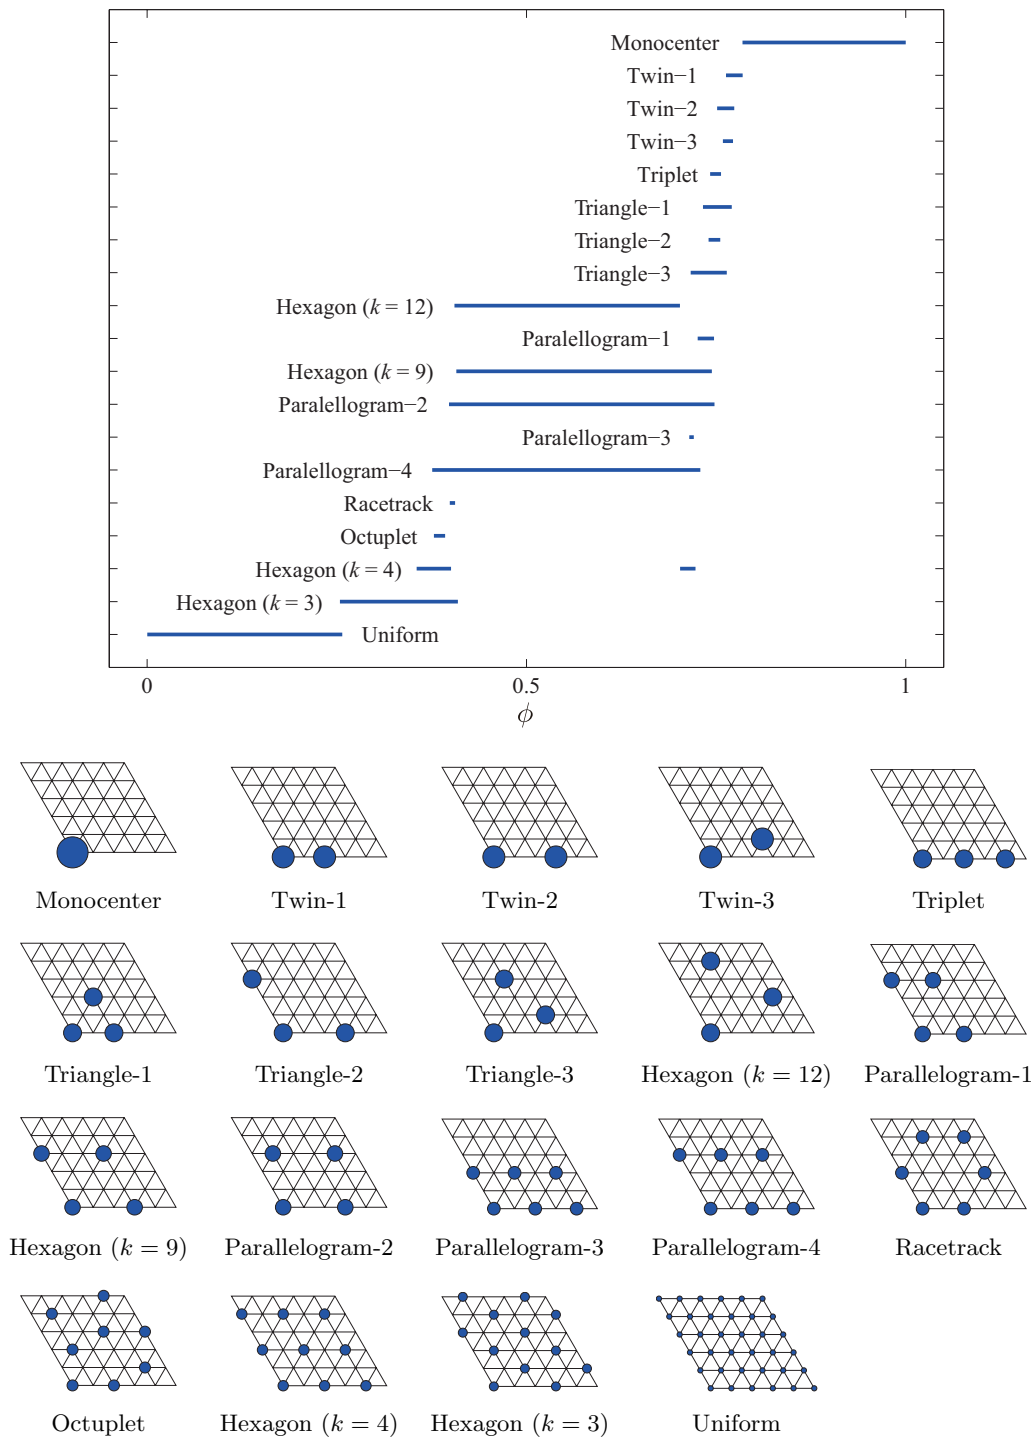 Monocenter
Twin−1
Twin−2
Twin−3
Triplet
Triangle−1
Triangle−2
Triangle−3
Hexagon (k = 12)
Paralellogram−1
Hexagon (k = 9)
Paralellogram−2
Paralellogram−3
Paralellogram−4
Racetrack
Octuplet
Hexagon (k = 4)
Hexagon (k = 3)
Uniform
0 0.5 1
ϕ
Monocenter Twin-1 Twin-2 Twin-3 Triplet
Triangle-1 Triangle-2 Triangle-3 Hexagon (k = 12) Parallelogram-1
Hexagon (k = 9) Parallelogram-2 Parallelogram-3 Parallelogram-4 Racetrack
Octuplet Hexagon (k = 4) Hexagon (k = 3) Uniform